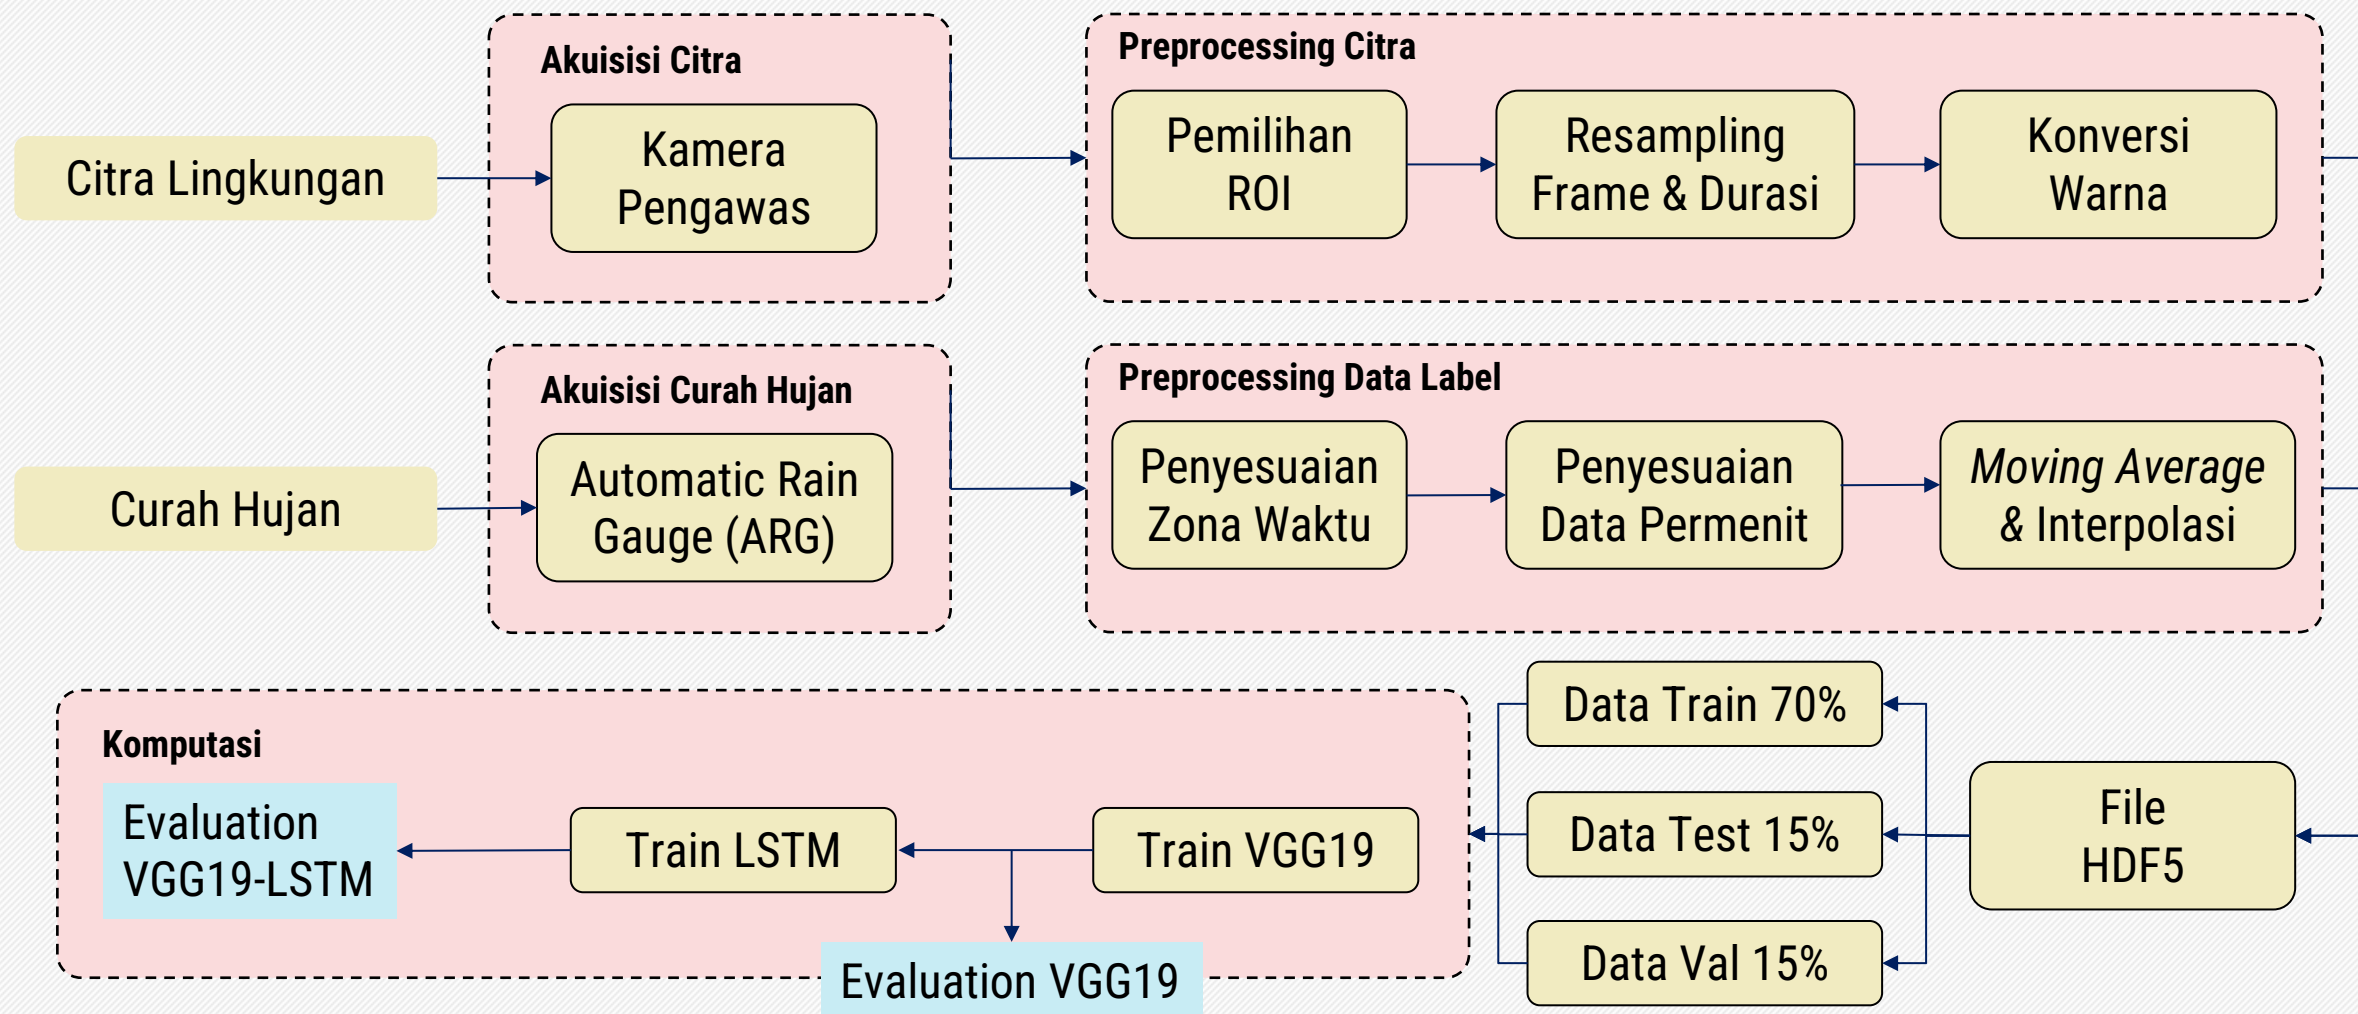 Akuisisi Citra
Preprocessing Citra
Citra Lingkungan
Kamera
Pengawas
Pemilihan
ROI
Resampling
Frame & Durasi
Konversi
Warna
Akuisisi Curah Hujan
Preprocessing Data Label
Curah Hujan
Automatic Rain
Gauge (ARG)
Penyesuaian
Zona Waktu
Penyesuaian
Data Permenit
Moving Average
& Interpolasi
File
HDF5
Data Train 70%
Data Test 15%
Data Val 15%
Komputasi
Train VGG19
Evaluation VGG19
Train LSTM
Evaluation
VGG19-LSTM